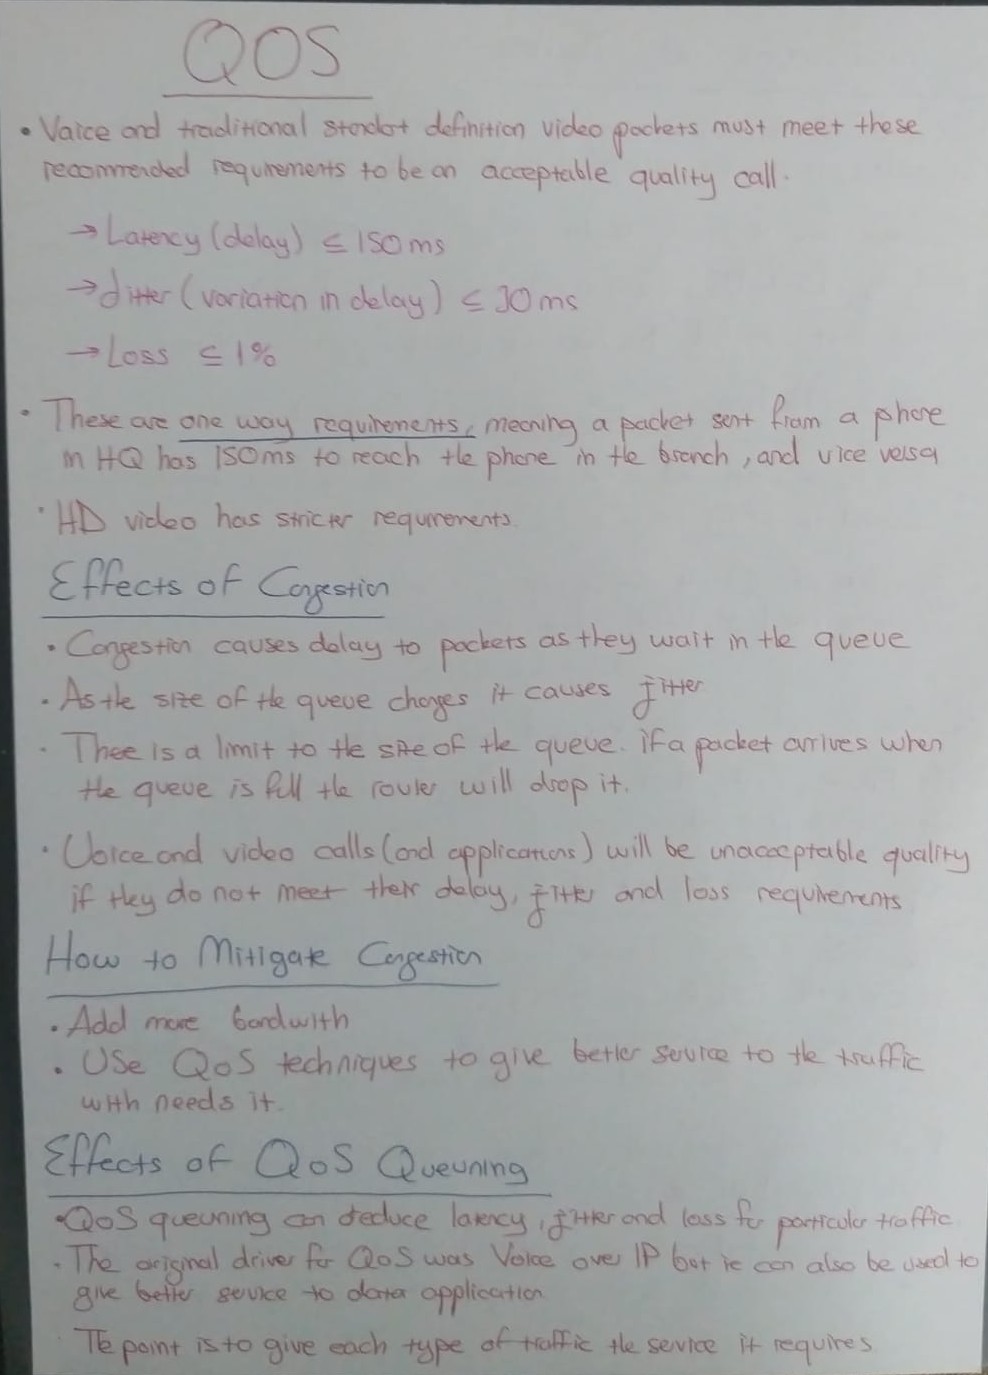 QOS
• Vaice and traditional standart definition video packets must meet these
recommended requirements to be an acceptable quality call.
→ Latency (delay) ≤ 150 ms
→ Jitter (variation in delay) ≤ 30 ms
→ Loss ≤ 1%
• These are one way requirements, meaning a packet sent from a phone
in HQ has 150ms to reach the phone in the branch, and vice versa
• HD video has stricter requirements.
Effects of Congestion
• Congestion causes delay to packets as they wait in the queue
• As the size of the queue changes it causes jitter
• There is a limit to the size of the queue. if a packet arrives when
the queue is full the router will drop it.
• Voice and video calls (and applications) will be unacceptable quality
if they do not meet their delay, jitter and loss requirements
How to Mitigate Congestion
• Add more bandwith
• Use QoS techniques to give better service to the traffic
with needs it.
Effects of QoS Queuning
• QoS queuning can deduce latency, jitter and loss for particular traffic
• The original driver for QoS was Voice over IP but ie can also be used to
give better service to data application
The point is to give each type of traffic the service it requires